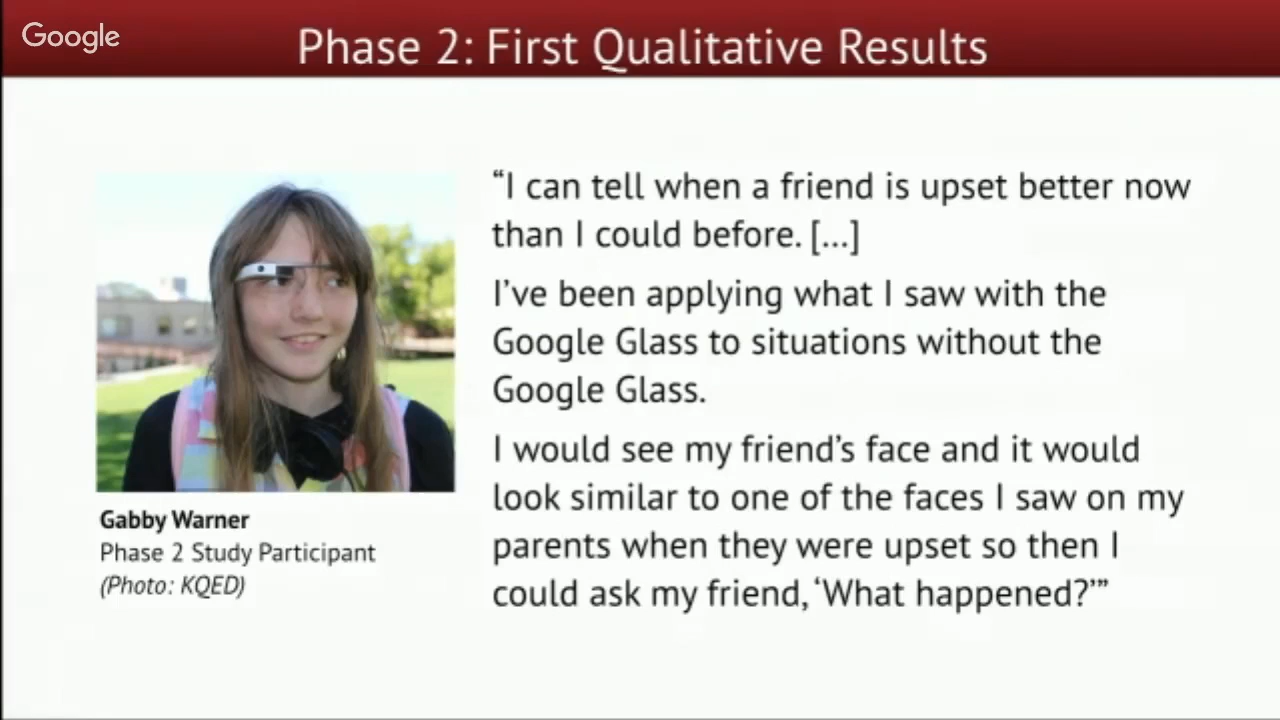 Google
Phase 2: First Qualitative Results
“I can tell when a friend is upset better now
than I could before. [...]
I’ve been applying what I saw with the
Google Glass to situations without the
Google Glass.
I would see my friend’s face and it would
look similar to one of the faces I saw on my
parents when they were upset so then I
could ask my friend, ‘What happened?’”
Gabby Warner
Phase 2 Study Participant
(Photo: KQED)